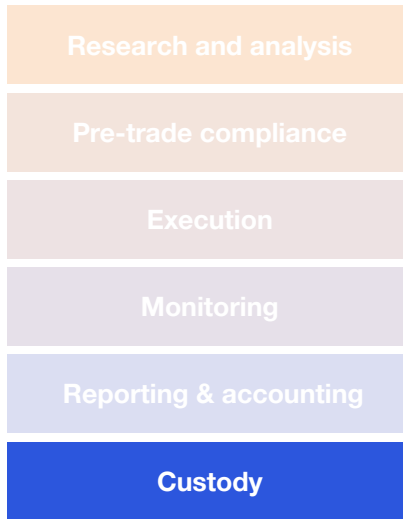 Research and analysis
Pre-trade compliance
Execution
Monitoring
Reporting & accounting
Custody